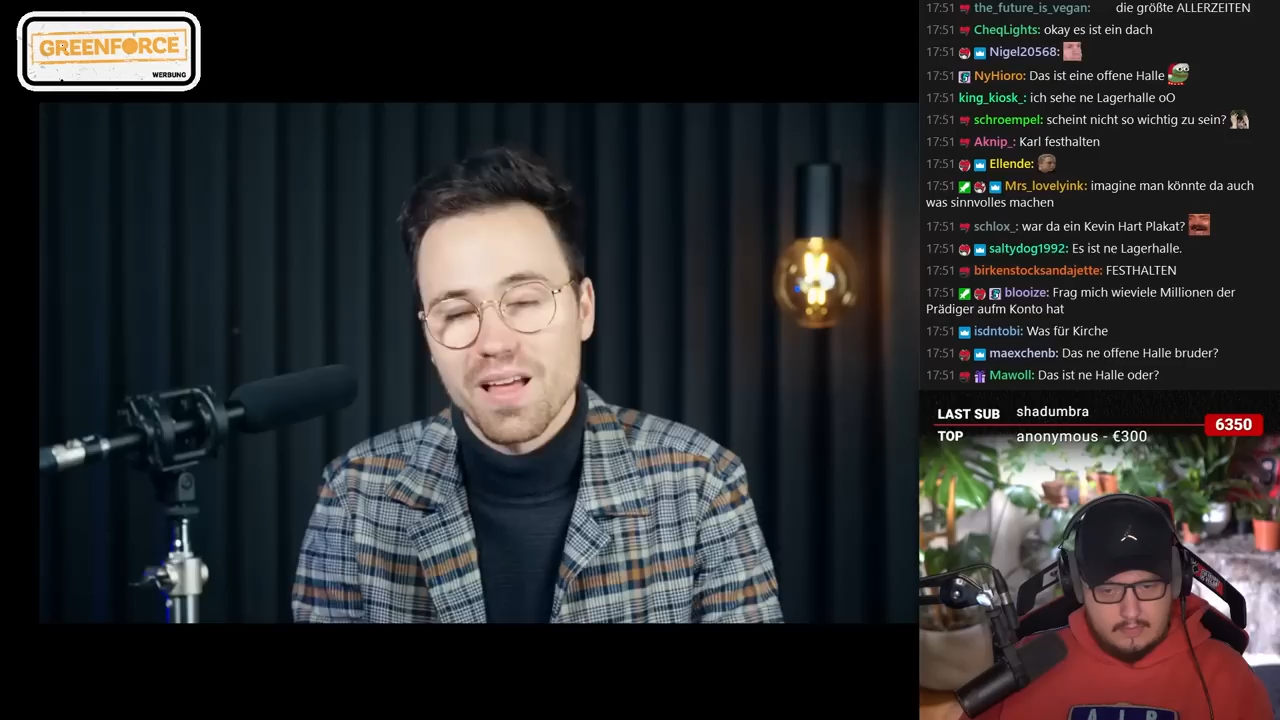 GREENFORCE
WERBUNG
17:51 the_future_is_vegan: die größte ALLERZEITEN
17:51 CheqLights: okay es ist ein dach
17:51 Nigel20568:
17:51 NyHioro: Das ist eine offene Halle
17:51 king_kiosk_: ich sehe ne Lagerhalle oO
17:51 schroempel: scheint nicht so wichtig zu sein?
17:51 Aknip_: Karl festhalten
17:51 Ellende:
17:51 Mrs_lovelyink: imagine man könnte da auch
was sinnvolles machen
17:51 schlox_: war da ein Kevin Hart Plakat?
17:51 saltydog1992: Es ist ne Lagerhalle.
17:51 birkenstocksandajette: FESTHALTEN
17:51 blooize: Frag mich wieviele Millionen der
Prädiger aufm Konto hat
17:51 isdntobi: Was für Kirche
17:51 maexchenb: Das ne offene Halle bruder?
17:51 Mawoll: Das ist ne Halle oder?
LAST SUB shadumbra
6350
TOP anonymous - €300
AIR